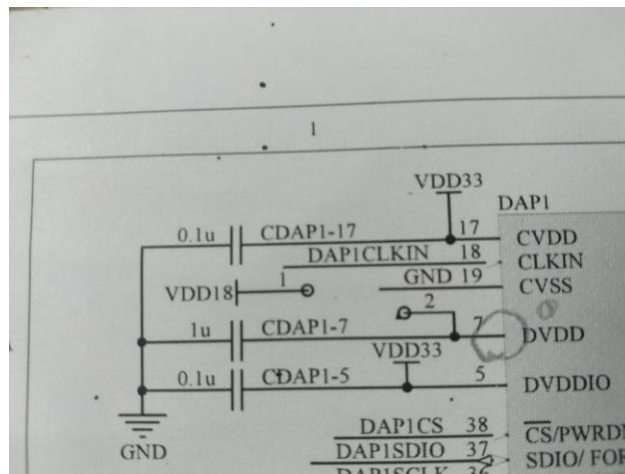 1
VDD33
DAP1
0.1u CDAP1-17 17 CVDD
DAP1CLKIN 18 CLKIN
GND 19 CVSS
VDD18 1
2
1u CDAP1-7 7 DVDD
VDD33
0.1u CDAP1-5 5 DVDDIO
GND
DAP1CS 38 CS/PWRD
DAP1SDIO 37 SDIO/ FOR
DAP1SCLK 36